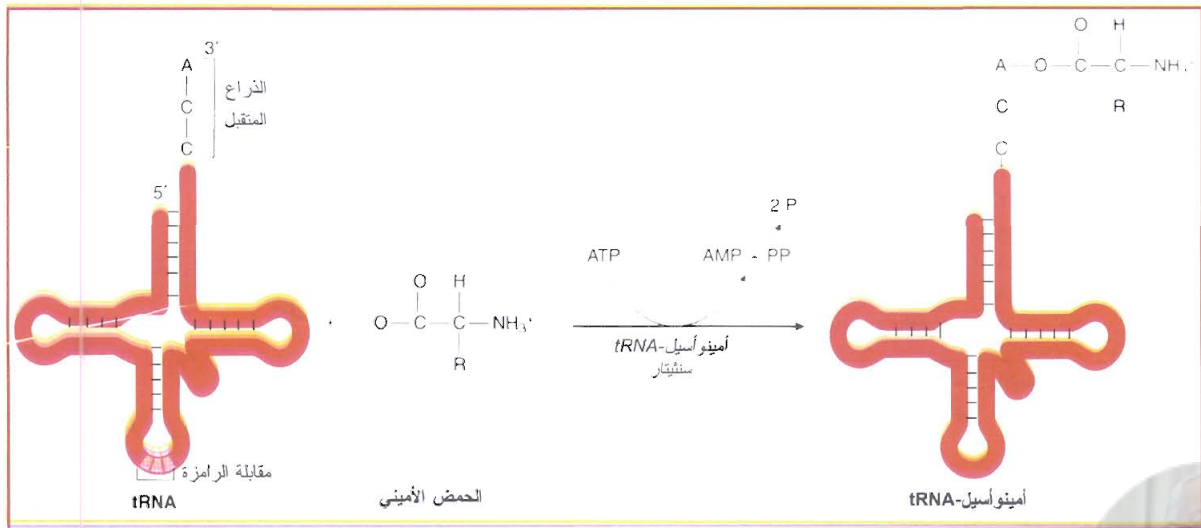 3′
A
C
C
الذراع
المتقبل
5′
مقابلة الرامزة
tRNA
O H
O C C NH₃⁺
R
الحمض الأميني
2 P
ATP AMP + PP
أمينوأسيل-tRNA
سنثيتاز
O H
A O C C NH₃⁺
C R
C
أمينوأسيل-tRNA